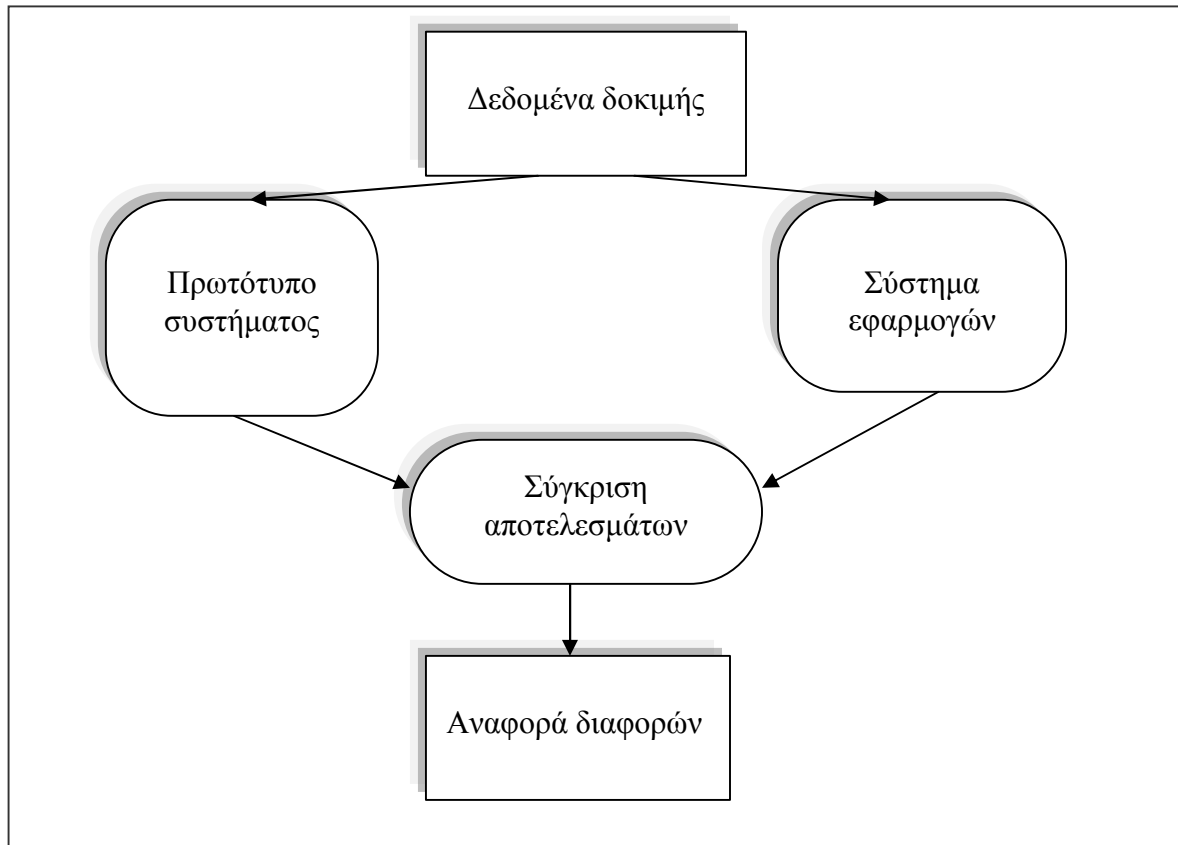 Δεδομένα δοκιμής
Πρωτότυπο
συστήματος
Σύστημα
εφαρμογών
Σύγκριση
αποτελεσμάτων
Αναφορά διαφορών